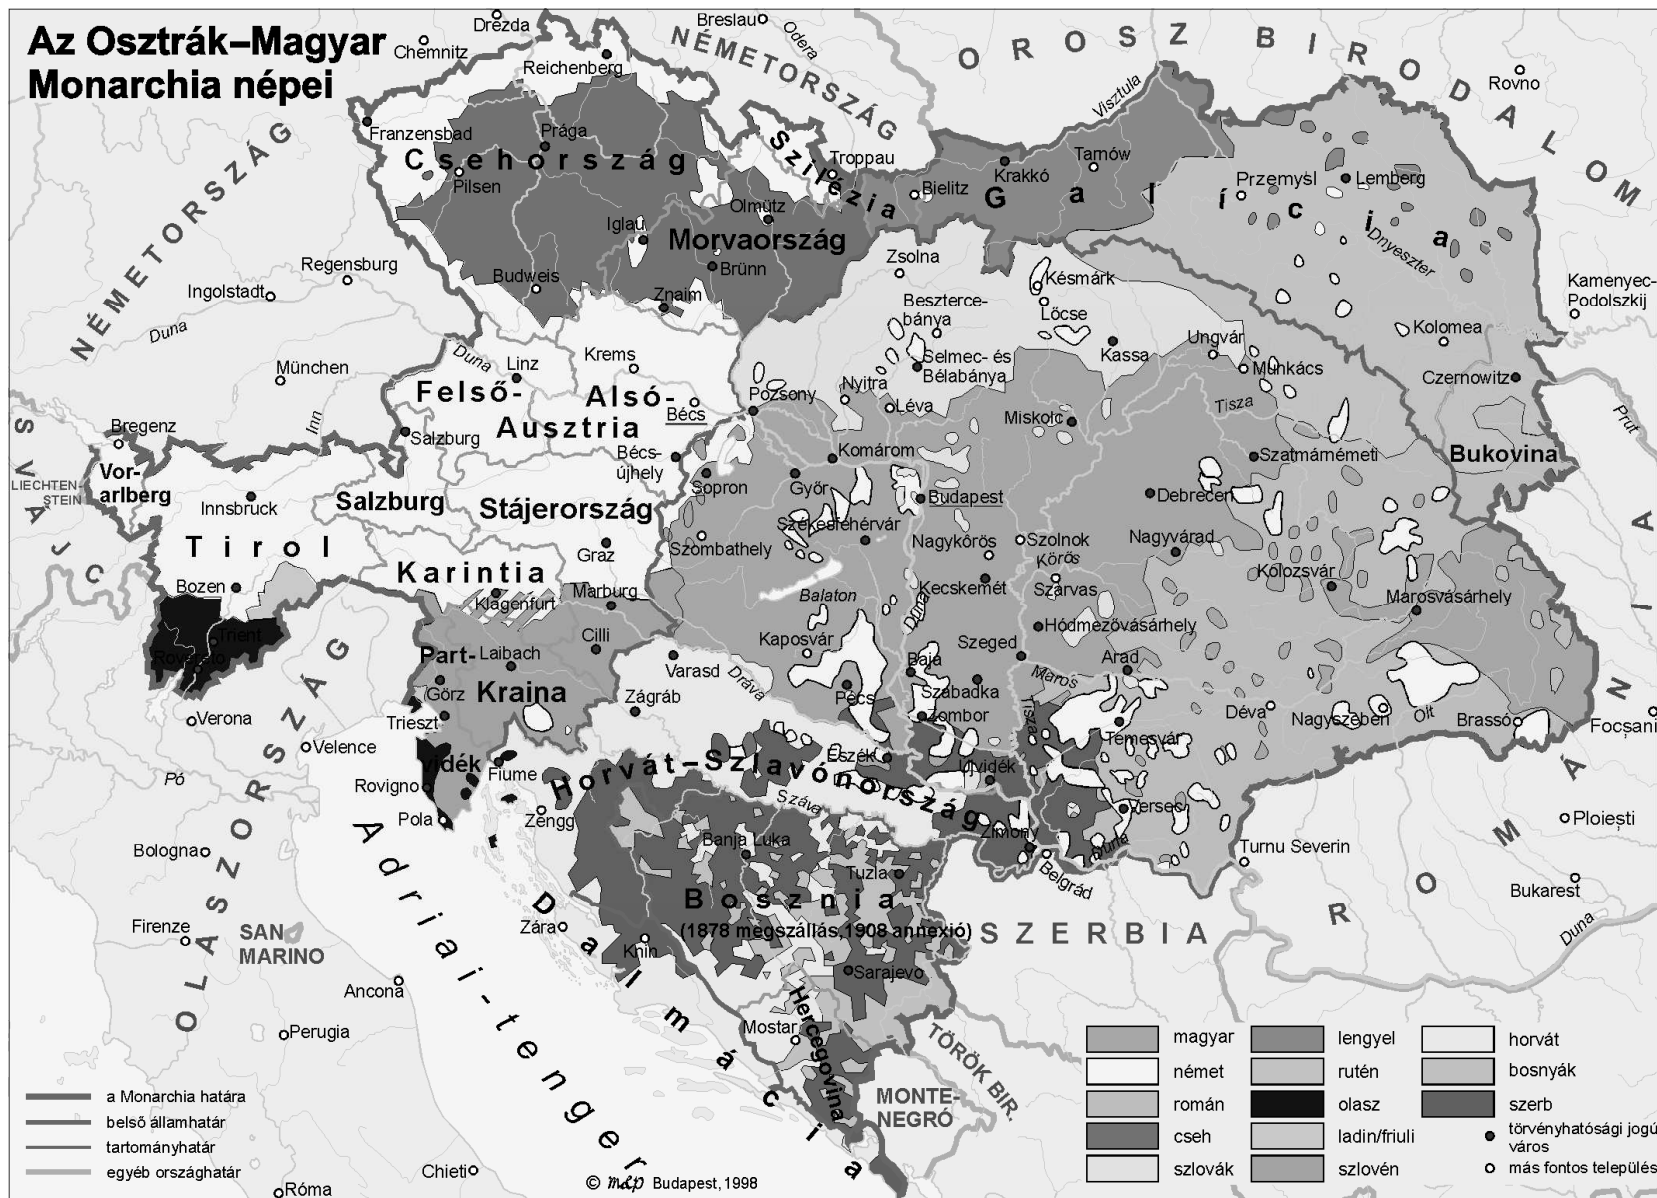 Az Osztrák–Magyar
Monarchia népei
NÉMETORSZÁG
NÉMETORSZÁG
OROSZ BIRODALOM
OLASZORSZÁG
SZERBIA
ROMÁNIA
SVÁJC
LIECHTEN-
STEIN
SAN
MARINO
MONTE-
NEGRÓ
TÖRÖK BIR.
Csehország
Morvaország
Szilézia
Galícia
Bukovina
Felső-
Alsó-
Ausztria
Vor-
arlberg
Tirol
Salzburg
Stájerország
Karintia
Kraina
Part-
vidék
Horvát–Szlavónország
Bosznia
(1878 megszállás,1908 annexió)
Hercegovina
Dalmácia
Adriai-tenger
Drezda
Chemnitz
Breslau
Odera
Reichenberg
Franzensbad
Prága
Pilsen
Troppau
Bielitz
Krakkó
Tarnów
Visztula
Przemyśl
Lemberg
Rovno
Dnyeszter
Kamenyec-
Podolszkij
Kolomea
Czernowitz
Prut
Olmütz
Iglau
Brünn
Budweis
Znaim
Regensburg
Ingolstadt
Duna
München
Inn
Bregenz
Duna
Linz
Krems
Bécs
Salzburg
Bécs-
újhely
Innsbruck
Bozen
Trient
Rovereto
Graz
Klagenfurt
Marburg
Cilli
Laibach
Görz
Trieszt
Rovigno
Pola
Fiume
Zengg
Verona
Velence
Pó
Bologna
Firenze
Ancona
Perugia
Chieti
Róma
Zsolna
Késmárk
Lőcse
Besztercе-
bánya
Selmec- és
Bélabánya
Kassa
Ungvár
Munkács
Nyitra
Léva
Pozsony
Miskolc
Tisza
Komárom
Sopron
Győr
Budapest
Debrecen
Szatmárnémeti
Székesfehérvár
Szombathely
Nagykőrös
Szolnok
Körös
Nagyvárad
Kecskemét
Szarvas
Kolozsvár
Marosvásárhely
Balaton
Duna
Hódmezővásárhely
Kaposvár
Szeged
Varasd
Dráva
Baja
Maros
Arad
Zágráb
Pécs
Szabadka
Zombor
Tisza
Temesvár
Déva
Nagyszeben
Olt
Brassó
Focșani
Eszék
Újvidék
Száva
Versec
Zimony
Duna
Belgrád
Banja Luka
Tuzla
Sarajevo
Mostar
Zára
Knin
Turnu Severin
Ploiești
Bukarest
Duna
a Monarchia határa
belső államhatár
tartományhatár
egyéb országhatár
magyar
német
román
cseh
szlovák
lengyel
rutén
olasz
ladin/friuli
szlovén
horvát
bosnyák
szerb
törvényhatósági jogú
város
más fontos település
© map Budapest, 1998